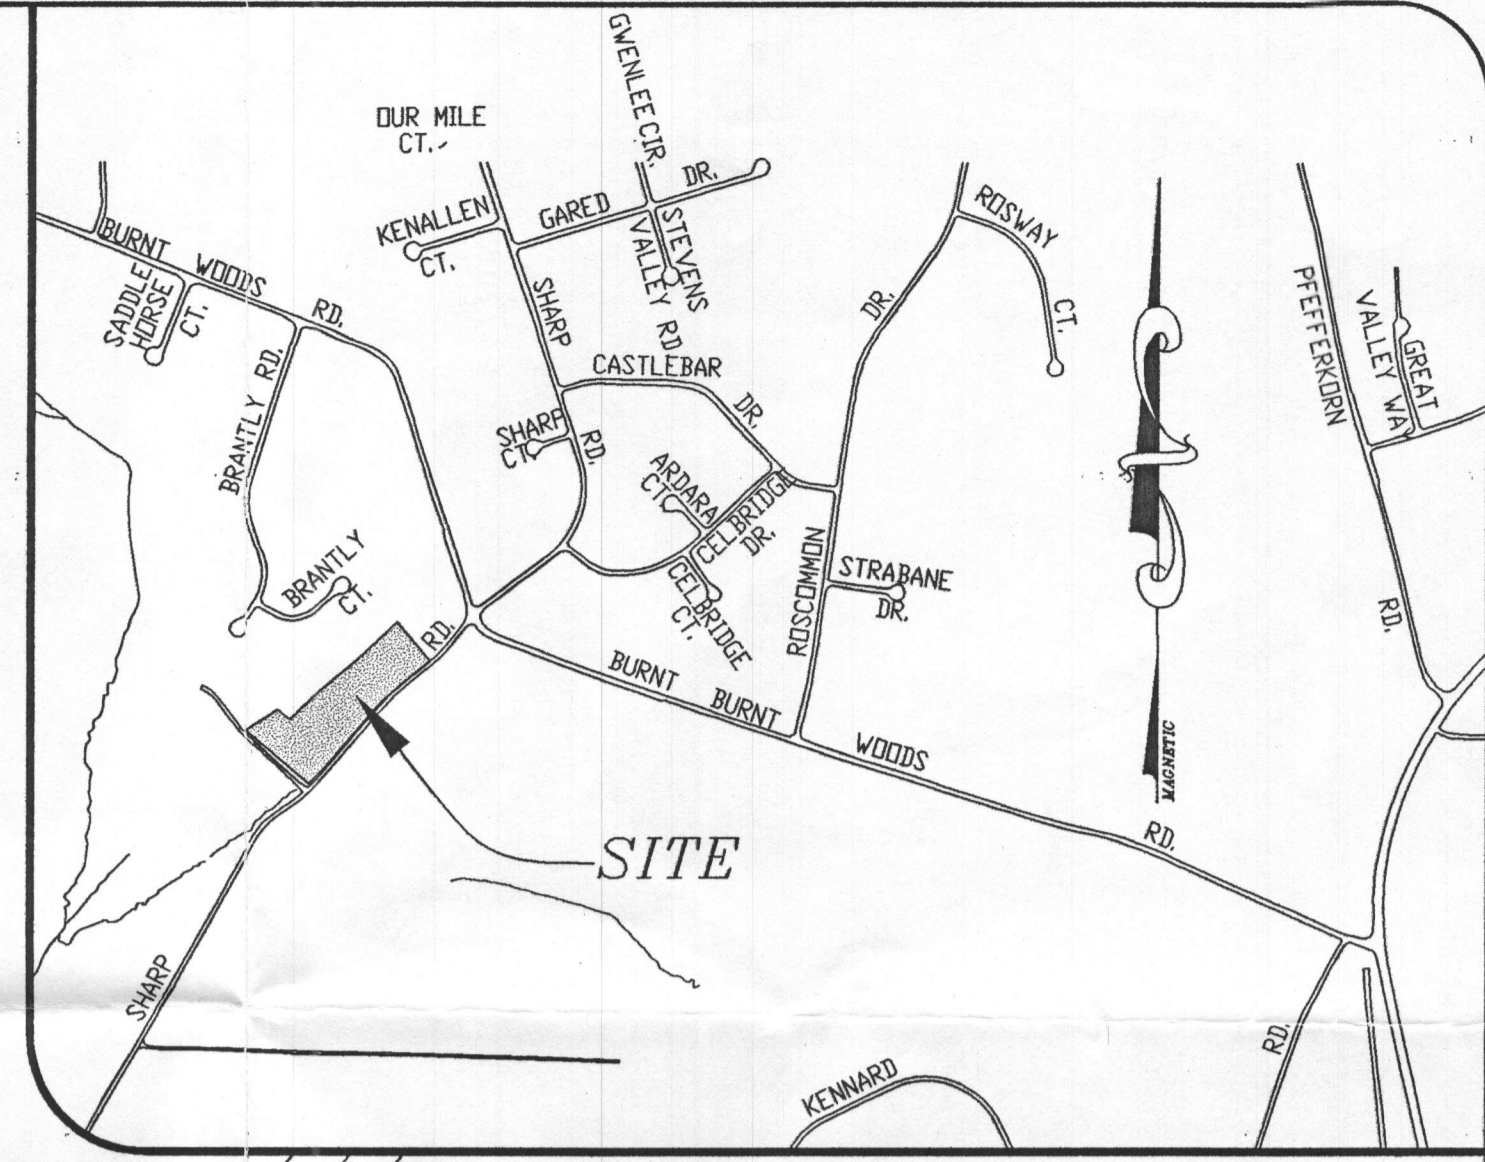 GWENLEE CIR.
OUR MILE
CT.
KENALLEN
CT.
GARED
DR.
STEVENS
VALLEY RD
BURNT
WOODS
RD.
SADDLE
HORSE
CT.
BRANTLY RD.
BRANTLY
CT.
SHARP
RD.
SHARP
CT.
CASTLEBAR
DR.
ARDARA
CT.
CELBRIDGE
DR.
CELBRIDGE
CT.
ROSCOMMON
DR.
ROSWAY
CT.
STRABANE
DR.
PFEFFERKORN
RD.
GREAT
VALLEY WA
MAGNETIC
RD.
BURNT
BURNT
WOODS
RD.
SITE
SHARP
KENNARD
RD.